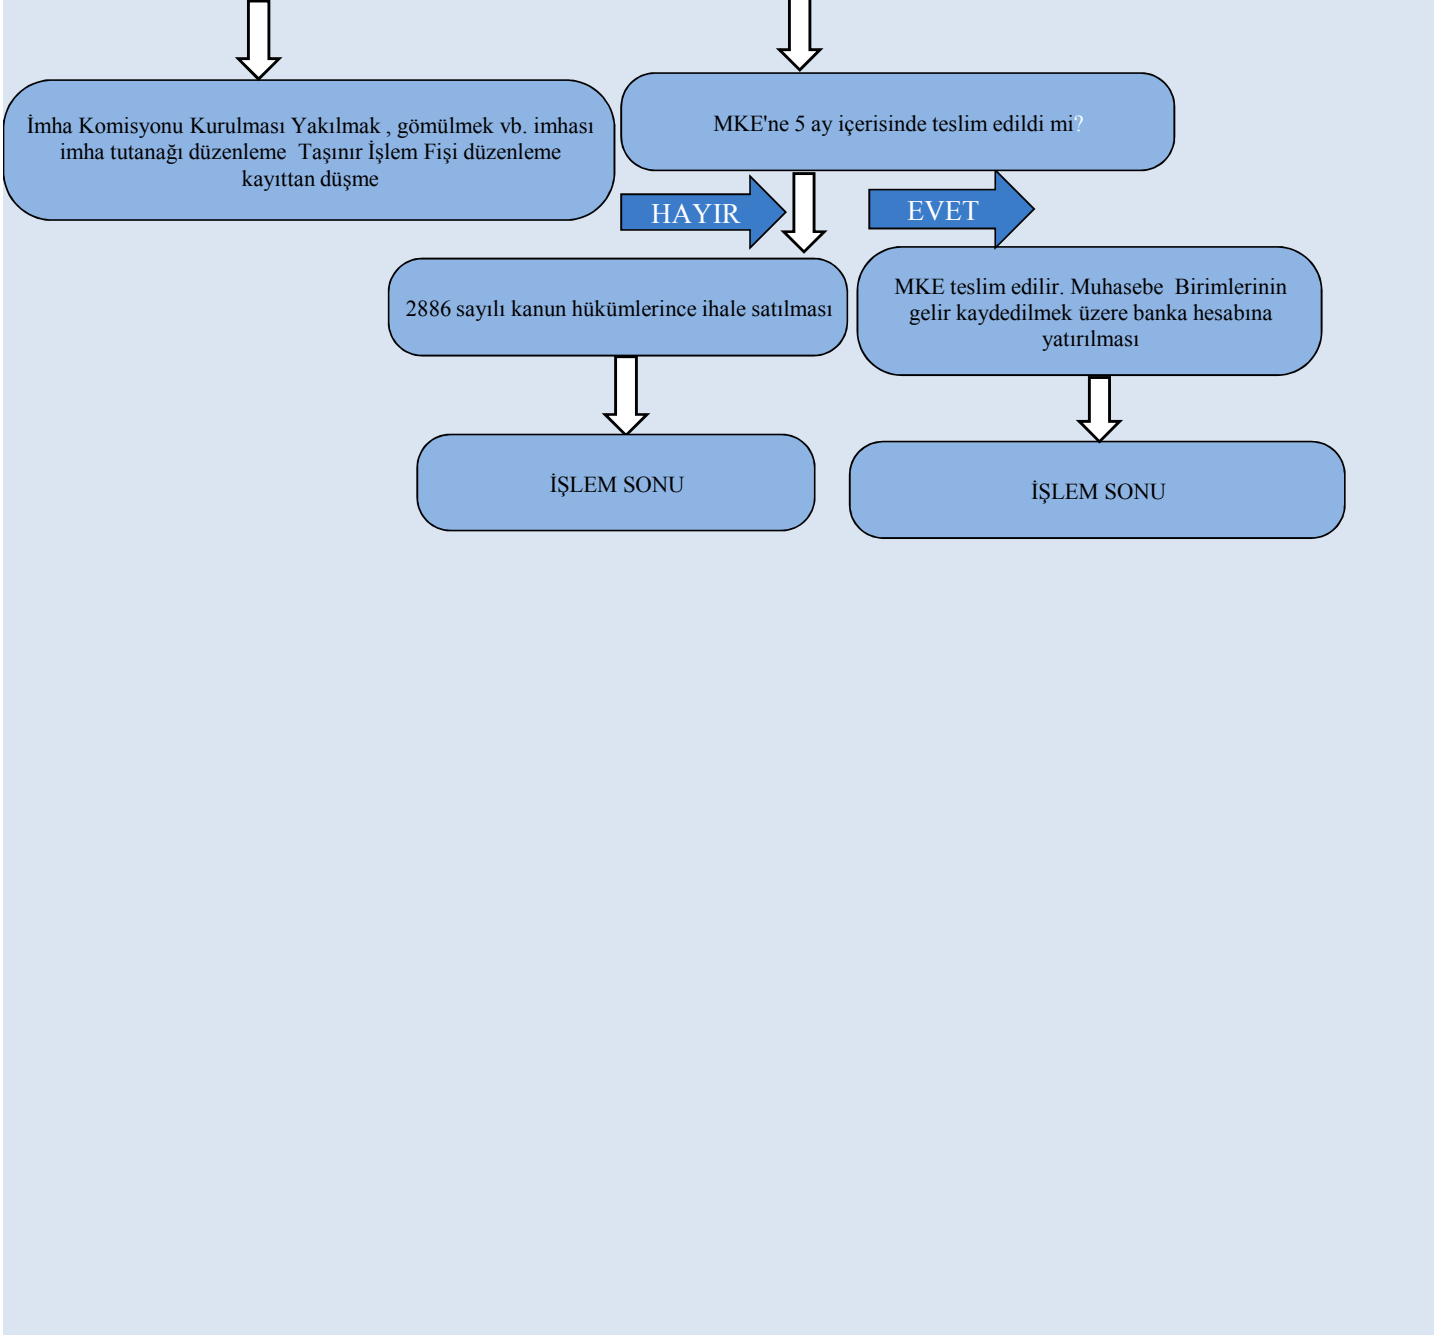 İmha Komisyonu Kurulması Yakılmak , gömülmek vb. imhası
imha tutanağı düzenleme  Taşınır İşlem Fişi düzenleme
kayıttan düşme
MKE'ne 5 ay içerisinde teslim edildi mi?
HAYIR
EVET
2886 sayılı kanun hükümlerince ihale satılması
MKE teslim edilir. Muhasebe  Birimlerinin
gelir kaydedilmek üzere banka hesabına
yatırılması
İŞLEM SONU
İŞLEM SONU